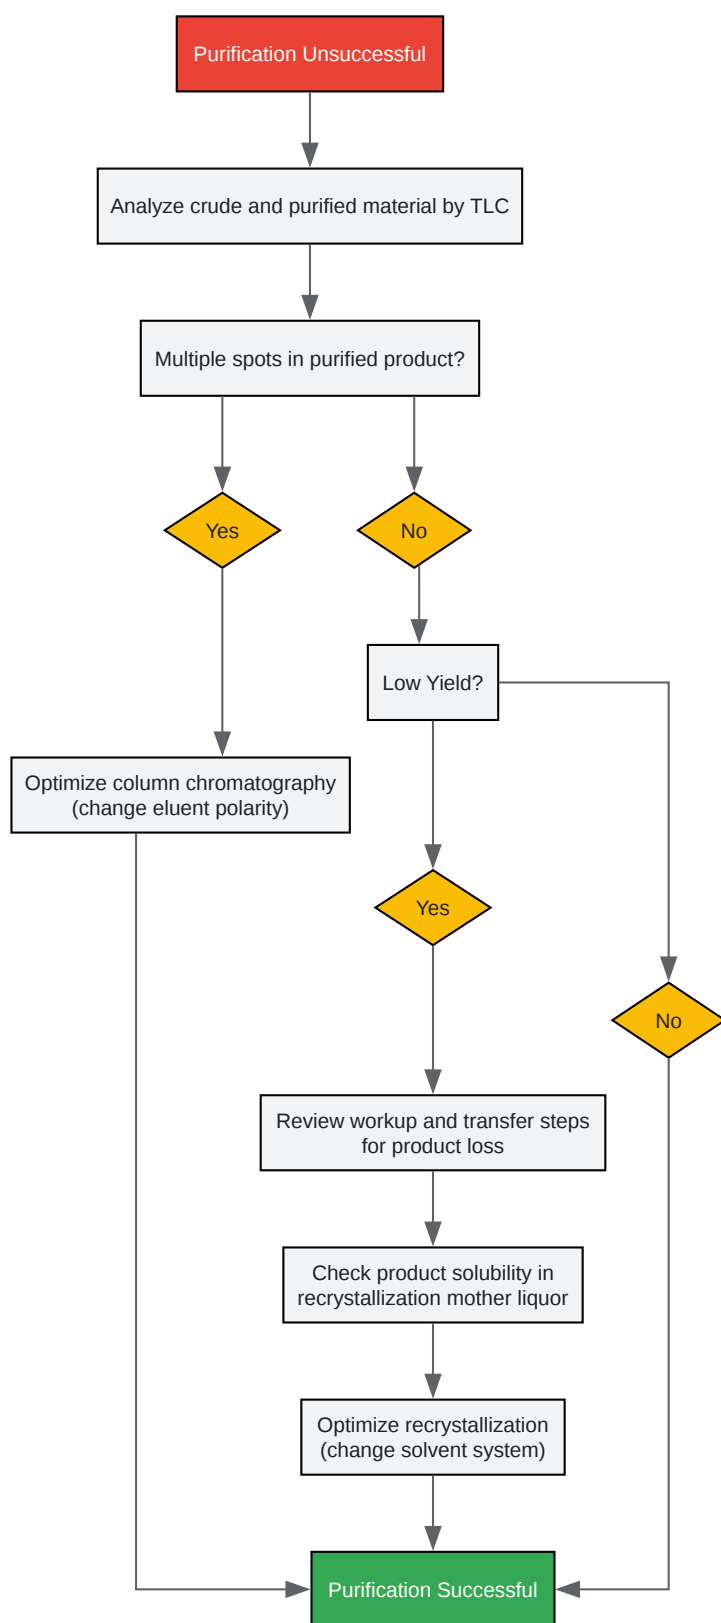 Purification Unsuccessful
Analyze crude and purified material by TLC
Multiple spots in purified product?
Yes
No
Low Yield?
Optimize column chromatography
(change eluent polarity)
Yes
No
Review workup and transfer steps
for product loss
Check product solubility in
recrystallization mother liquor
Optimize recrystallization
(change solvent system)
Purification Successful